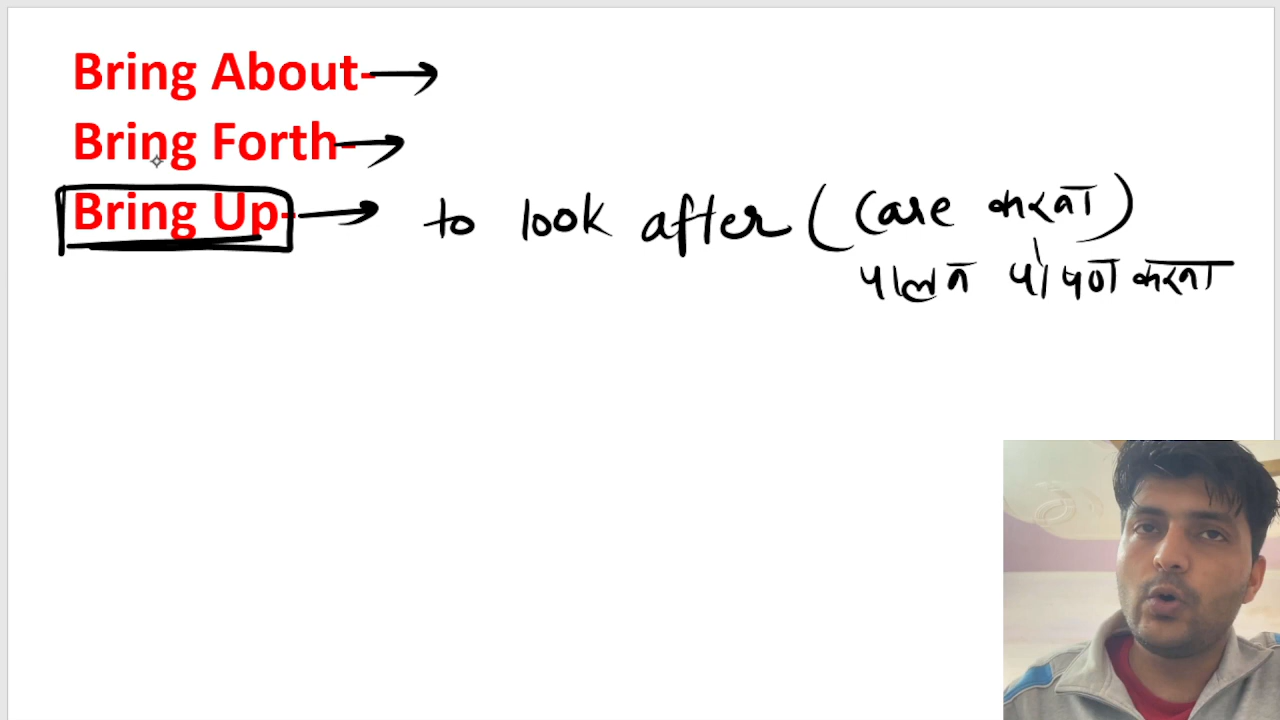 Bring About-
Bring Forth-
Bring Up- to look after (Care करना)
पालन पोषण करना